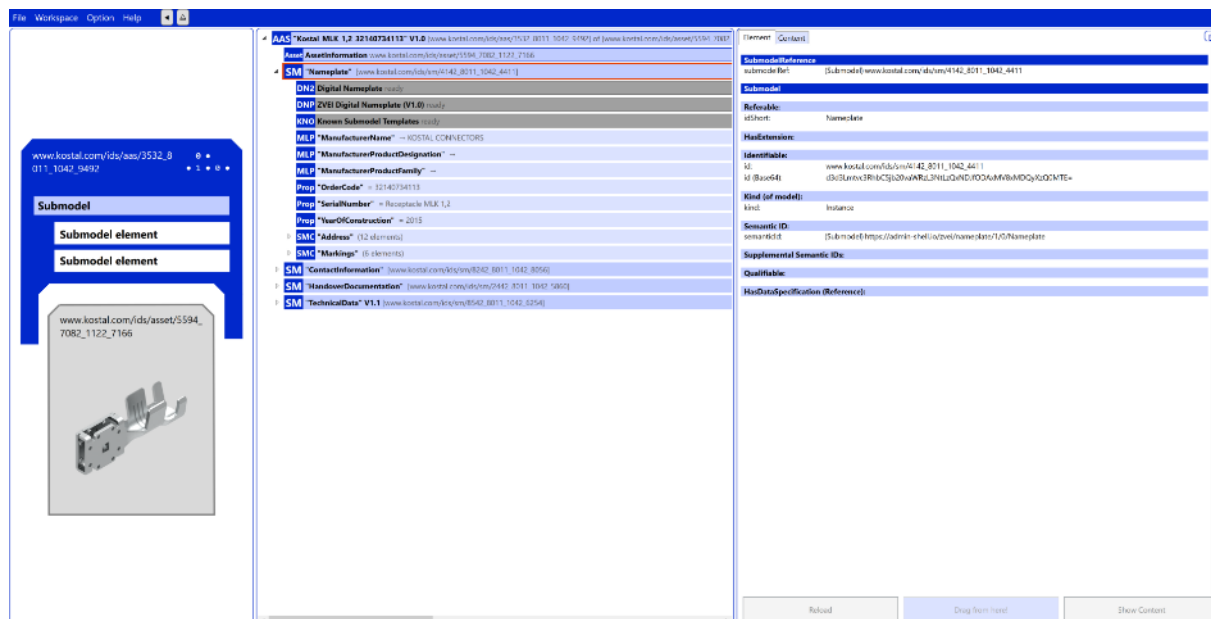 File Workspace Option Help
www.kostal.com/ids/aas/3532_8
011_1042_9492
Submodel
Submodel element
Submodel element
www.kostal.com/ids/asset/5594_
7082_1122_7166
AAS "Kostal MLK 1,2 32140734113" V1.0
Asset AssetInformation www.kostal.com/ids/asset/5594_7082_1122_7166
SM "Nameplate" [www.kostal.com/ids/sm/4142_8011_1042_4411]
DN2 Digital Nameplate ready
DNP ZVEI Digital Nameplate (V1.0) ready
KNO Known Submodel Templates ready
MLP "ManufacturerName" → KOSTAL CONNECTORS
MLP "ManufacturerProductDesignation" →
MLP "ManufacturerProductFamily" →
Prop "OrderCode" = 32140734113
Prop "SerialNumber" = Receptacle MLK 1,2
Prop "YearOfConstruction" = 2015
SMC "Address" (12 elements)
SMC "Markings" (6 elements)
SM "ContactInformation" [www.kostal.com/ids/sm/8242_8011_1042_8056]
SM "HandoverDocumentation"
SM "TechnicalData" V1.1 [www.kostal.com/ids/sm/8542_8011_1042_6254]
Element Content
SubmodelReference
submodelRef: (Submodel) www.kostal.com/ids/sm/4142_8011_1042_4411
Submodel
Referable:
idShort: Nameplate
HasExtension:
Identifiable:
id: www.kostal.com/ids/sm/4142_8011_1042_4411
id (Base64):
Kind (of model):
kind: Instance
Semantic ID:
semanticId: (Submodel) https://admin-shell.io/zvei/nameplate/1/0/Nameplate
Supplemental Semantic IDs:
Qualifiable:
HasDataSpecification (Reference):
Reload
Drag from here!
Show Content